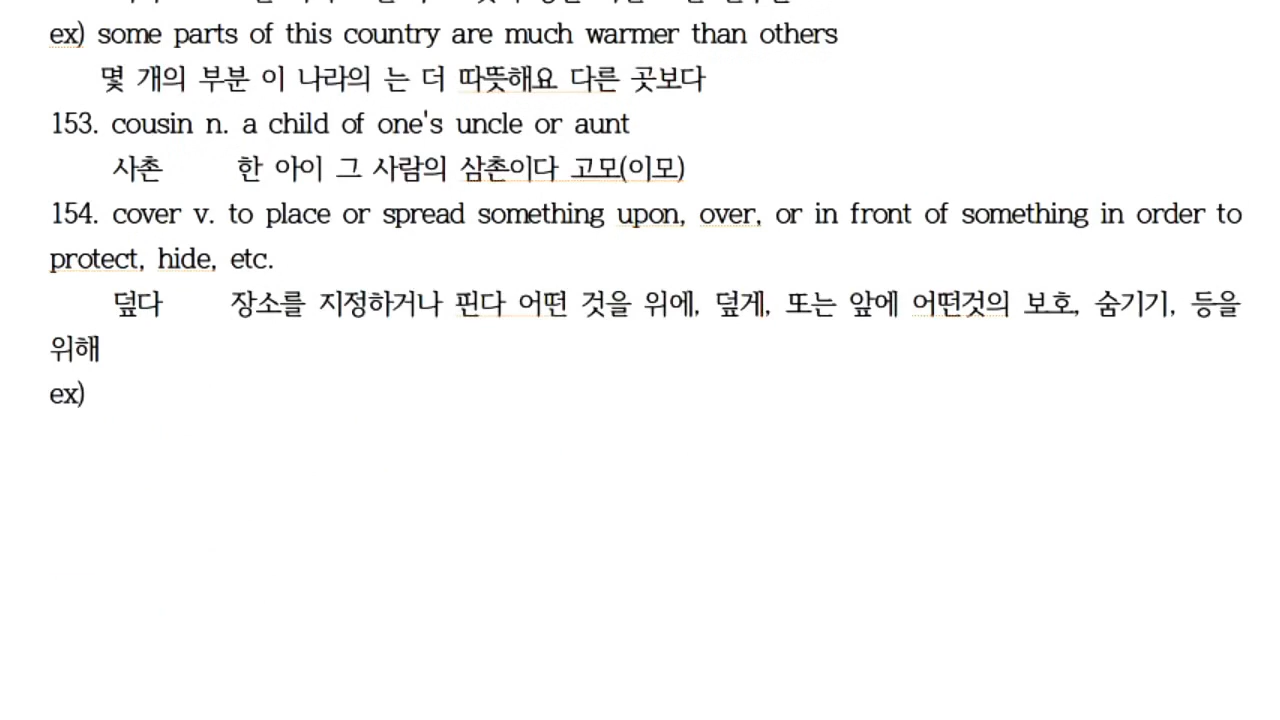 ex) some parts of this country are much warmer than others
몇 개의 부분 이 나라의 는 더 따뜻해요 다른 곳보다
153. cousin n. a child of one's uncle or aunt
사촌 한 아이 그 사람의 삼촌이다 고모(이모)
154. cover v. to place or spread something upon, over, or in front of something in order to
protect, hide, etc.
덮다 장소를 지정하거나 핀다 어떤 것을 위에, 덮게, 또는 앞에 어떤것의 보호, 숨기기, 등을
위해
ex)